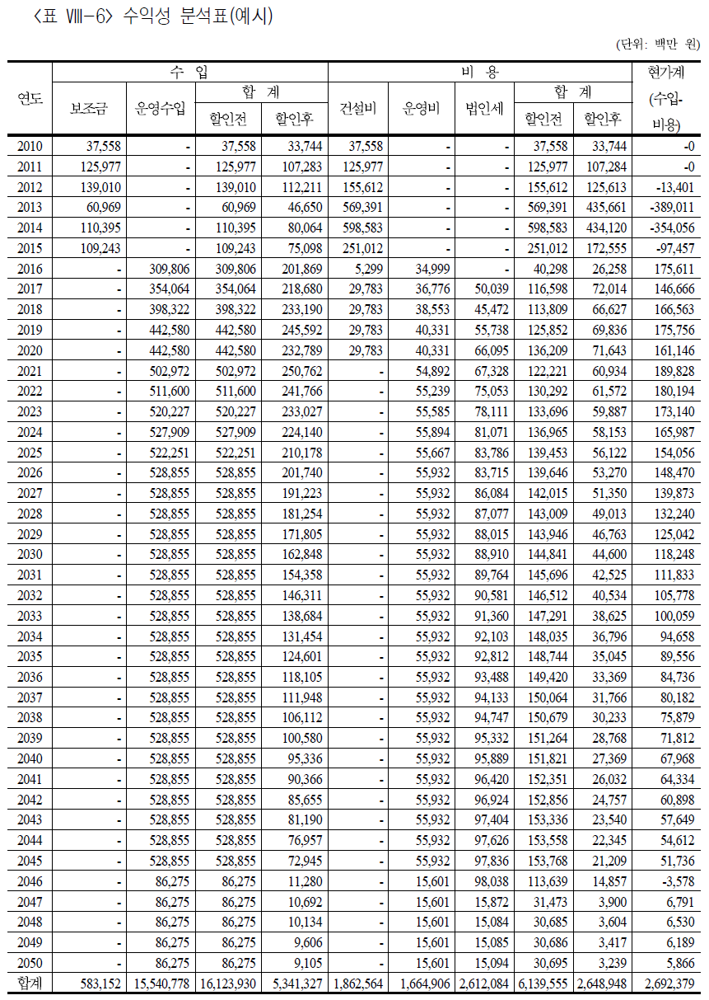 <표 Ⅷ-6> 수익성 분석표(예시)
(단위: 백만 원)
연도 수 입 비 용 현가계 (수입-비용)
보조금 운영수입 합 계 건설비 운영비 법인세 합 계
할인전 할인후 할인전 할인후
2010 37,558 - 37,558 33,744 37,558 - - 37,558 33,744 -0
2011 125,977 - 125,977 107,283 125,977 - - 125,977 107,284 -0
2012 139,010 - 139,010 112,211 155,612 - - 155,612 125,613 -13,401
2013 60,969 - 60,969 46,650 569,391 - - 569,391 435,661 -389,011
2014 110,395 - 110,395 80,064 598,583 - - 598,583 434,120 -354,056
2015 109,243 - 109,243 75,098 251,012 - - 251,012 172,555 -97,457
2016 - 309,806 309,806 201,869 5,299 34,999 - 40,298 26,258 175,611
2017 - 354,064 354,064 218,680 29,783 36,776 50,039 116,598 72,014 146,666
2018 - 398,322 398,322 233,190 29,783 38,553 45,472 113,809 66,627 166,563
2019 - 442,580 442,580 245,592 29,783 40,331 55,738 125,852 69,836 175,756
2020 - 442,580 442,580 232,789 29,783 40,331 66,095 136,209 71,643 161,146
2021 - 502,972 502,972 250,762 - 54,892 67,328 122,221 60,934 189,828
2022 - 511,600 511,600 241,766 - 55,239 75,053 130,292 61,572 180,194
2023 - 520,227 520,227 233,027 - 55,585 78,111 133,696 59,887 173,140
2024 - 527,909 527,909 224,140 - 55,894 81,071 136,965 58,153 165,987
2025 - 522,251 522,251 210,178 - 55,667 83,786 139,453 56,122 154,056
2026 - 528,855 528,855 201,740 - 55,932 83,715 139,646 53,270 148,470
2027 - 528,855 528,855 191,223 - 55,932 86,084 142,015 51,350 139,873
2028 - 528,855 528,855 181,254 - 55,932 87,077 143,009 49,013 132,240
2029 - 528,855 528,855 171,805 - 55,932 88,015 143,946 46,763 125,042
2030 - 528,855 528,855 162,848 - 55,932 88,910 144,841 44,600 118,248
2031 - 528,855 528,855 154,358 - 55,932 89,764 145,696 42,525 111,833
2032 - 528,855 528,855 146,311 - 55,932 90,581 146,512 40,534 105,778
2033 - 528,855 528,855 138,684 - 55,932 91,360 147,291 38,625 100,059
2034 - 528,855 528,855 131,454 - 55,932 92,103 148,035 36,796 94,658
2035 - 528,855 528,855 124,601 - 55,932 92,812 148,744 35,045 89,556
2036 - 528,855 528,855 118,105 - 55,932 93,488 149,420 33,369 84,736
2037 - 528,855 528,855 111,948 - 55,932 94,133 150,064 31,766 80,182
2038 - 528,855 528,855 106,112 - 55,932 94,747 150,679 30,233 75,879
2039 - 528,855 528,855 100,580 - 55,932 95,332 151,264 28,768 71,812
2040 - 528,855 528,855 95,336 - 55,932 95,889 151,821 27,369 67,968
2041 - 528,855 528,855 90,366 - 55,932 96,420 152,351 26,032 64,334
2042 - 528,855 528,855 85,655 - 55,932 96,924 152,856 24,757 60,898
2043 - 528,855 528,855 81,190 - 55,932 97,404 153,336 23,540 57,649
2044 - 528,855 528,855 76,957 - 55,932 97,626 153,558 22,345 54,612
2045 - 528,855 528,855 72,945 - 55,932 97,836 153,768 21,209 51,736
2046 - 86,275 86,275 11,280 - 15,601 98,038 113,639 14,857 -3,578
2047 - 86,275 86,275 10,692 - 15,601 15,872 31,473 3,900 6,791
2048 - 86,275 86,275 10,134 - 15,601 15,084 30,685 3,604 6,530
2049 - 86,275 86,275 9,606 - 15,601 15,085 30,686 3,417 6,189
2050 - 86,275 86,275 9,105 - 15,601 15,094 30,695 3,239 5,866
합계 583,152 15,540,778 16,123,930 5,341,327 1,862,564 1,664,906 2,612,084 6,139,555 2,648,948 2,692,379